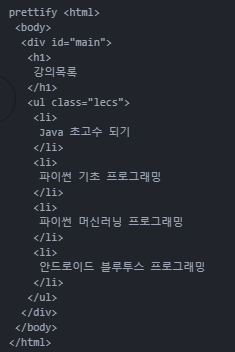 prettify <html>
 <body>
  <div id="main">
   <h1>
    강의목록
   </h1>
   <ul class="lecs">
    <li>
     Java 초고수 되기
    </li>
    <li>
     파이썬 기초 프로그래밍
    </li>
    <li>
     파이썬 머신러닝 프로그래밍
    </li>
    <li>
     안드로이드 블루투스 프로그래밍
    </li>
   </ul>
  </div>
 </body>
</html>